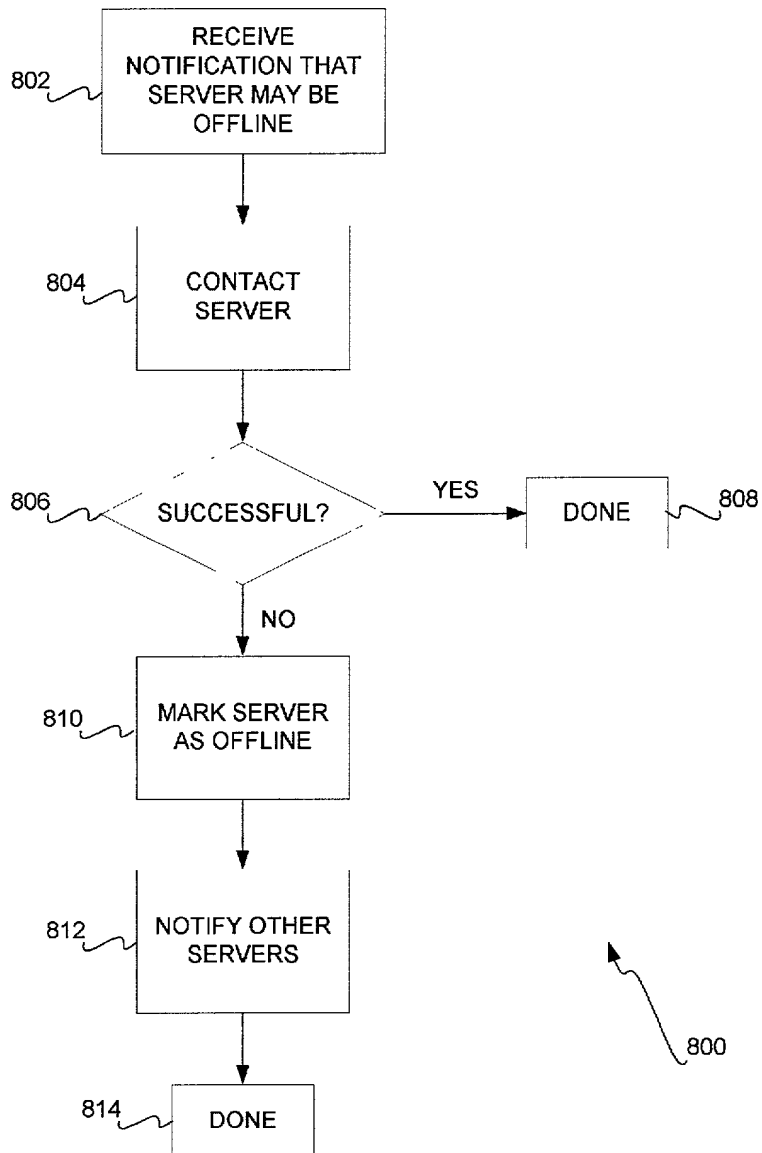 RECEIVE
NOTIFICATION THAT
SERVER MAY BE
OFFLINE
802
CONTACT
SERVER
804
SUCCESSFUL?
806
YES
DONE
808
NO
MARK SERVER
AS OFFLINE
810
NOTIFY OTHER
SERVERS
812
800
DONE
814